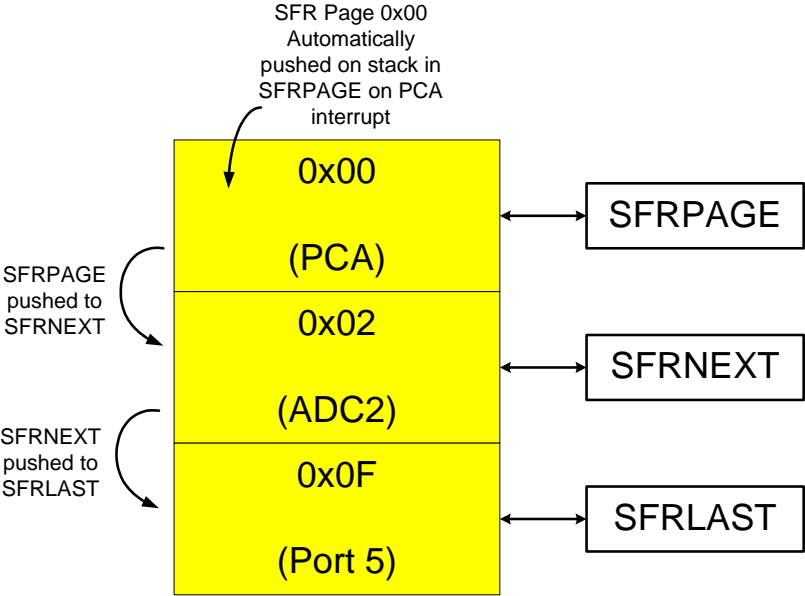 SFR Page 0x00
Automatically
pushed on stack in
SFRPAGE on PCA
interrupt
0x00
(PCA)
SFRPAGE
SFRPAGE
pushed to
SFRNEXT
0x02
(ADC2)
SFRNEXT
SFRNEXT
pushed to
SFRLAST
0x0F
(Port 5)
SFRLAST